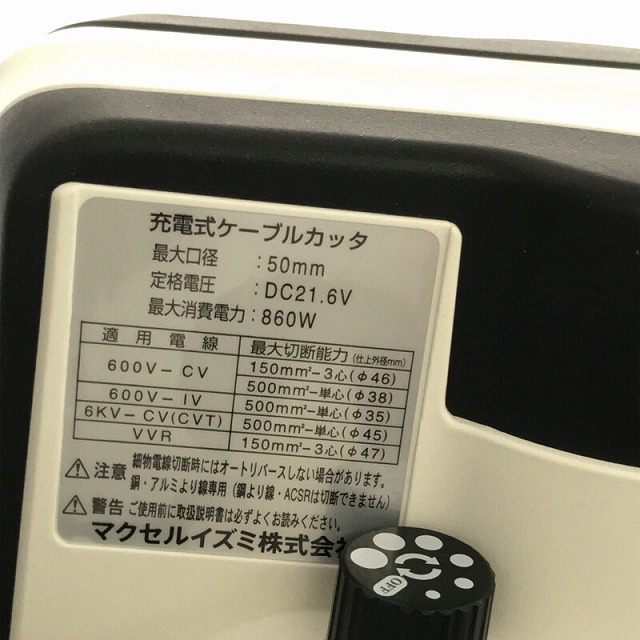 充電式ケーブルカッタ
最大口径 :50mm
定格電圧 :DC21.6V
最大消費電力:860W
適用電線 最大切断能力(仕上外径mm)
600V-CV 150mm²-3心(φ46)
500mm²-単心(φ38)
600V-IV 500mm²-単心(φ35)
6KV-CV(CVT) 500mm²-単心(φ45)
VVR 150mm²-3心(φ47)
⚠注意 細物電線切断時にはオートリバースしない場合があります。
銅・アルミより線専用(鋼より線・ACSRは切断できません)
⚠警告 ご使用前に取扱説明書は必ずよくお読みください。
マクセルイズミ株式会
OFF